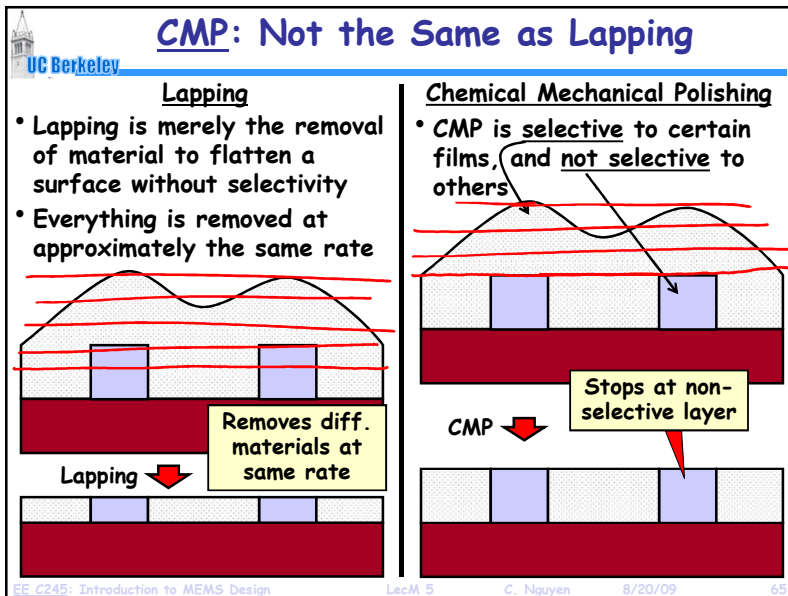 CMP: Not the Same as Lapping
UC Berkeley
Lapping
• Lapping is merely the removal
of material to flatten a
surface without selectivity
• Everything is removed at
approximately the same rate
Removes diff.
materials at
same rate
Lapping
Chemical Mechanical Polishing
• CMP is selective to certain
films, and not selective to
others
Stops at non-
selective layer
CMP
EE C245: Introduction to MEMS Design LecM 5 C. Nguyen 8/20/09 65